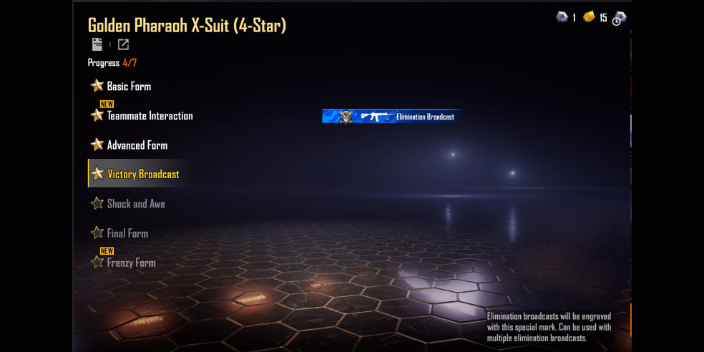 Golden Pharaoh X-Suit (4-Star)
1 15
Progress 4/7
Basic Form
NEW
Teammate Interaction
Elimination Broadcast
Advanced Form
Victory Broadcast
Shock and Awe
Final Form
NEW
Frenzy Form
Elimination broadcasts will be engraved
with this special mark. Can be used with
multiple elimination broadcasts.